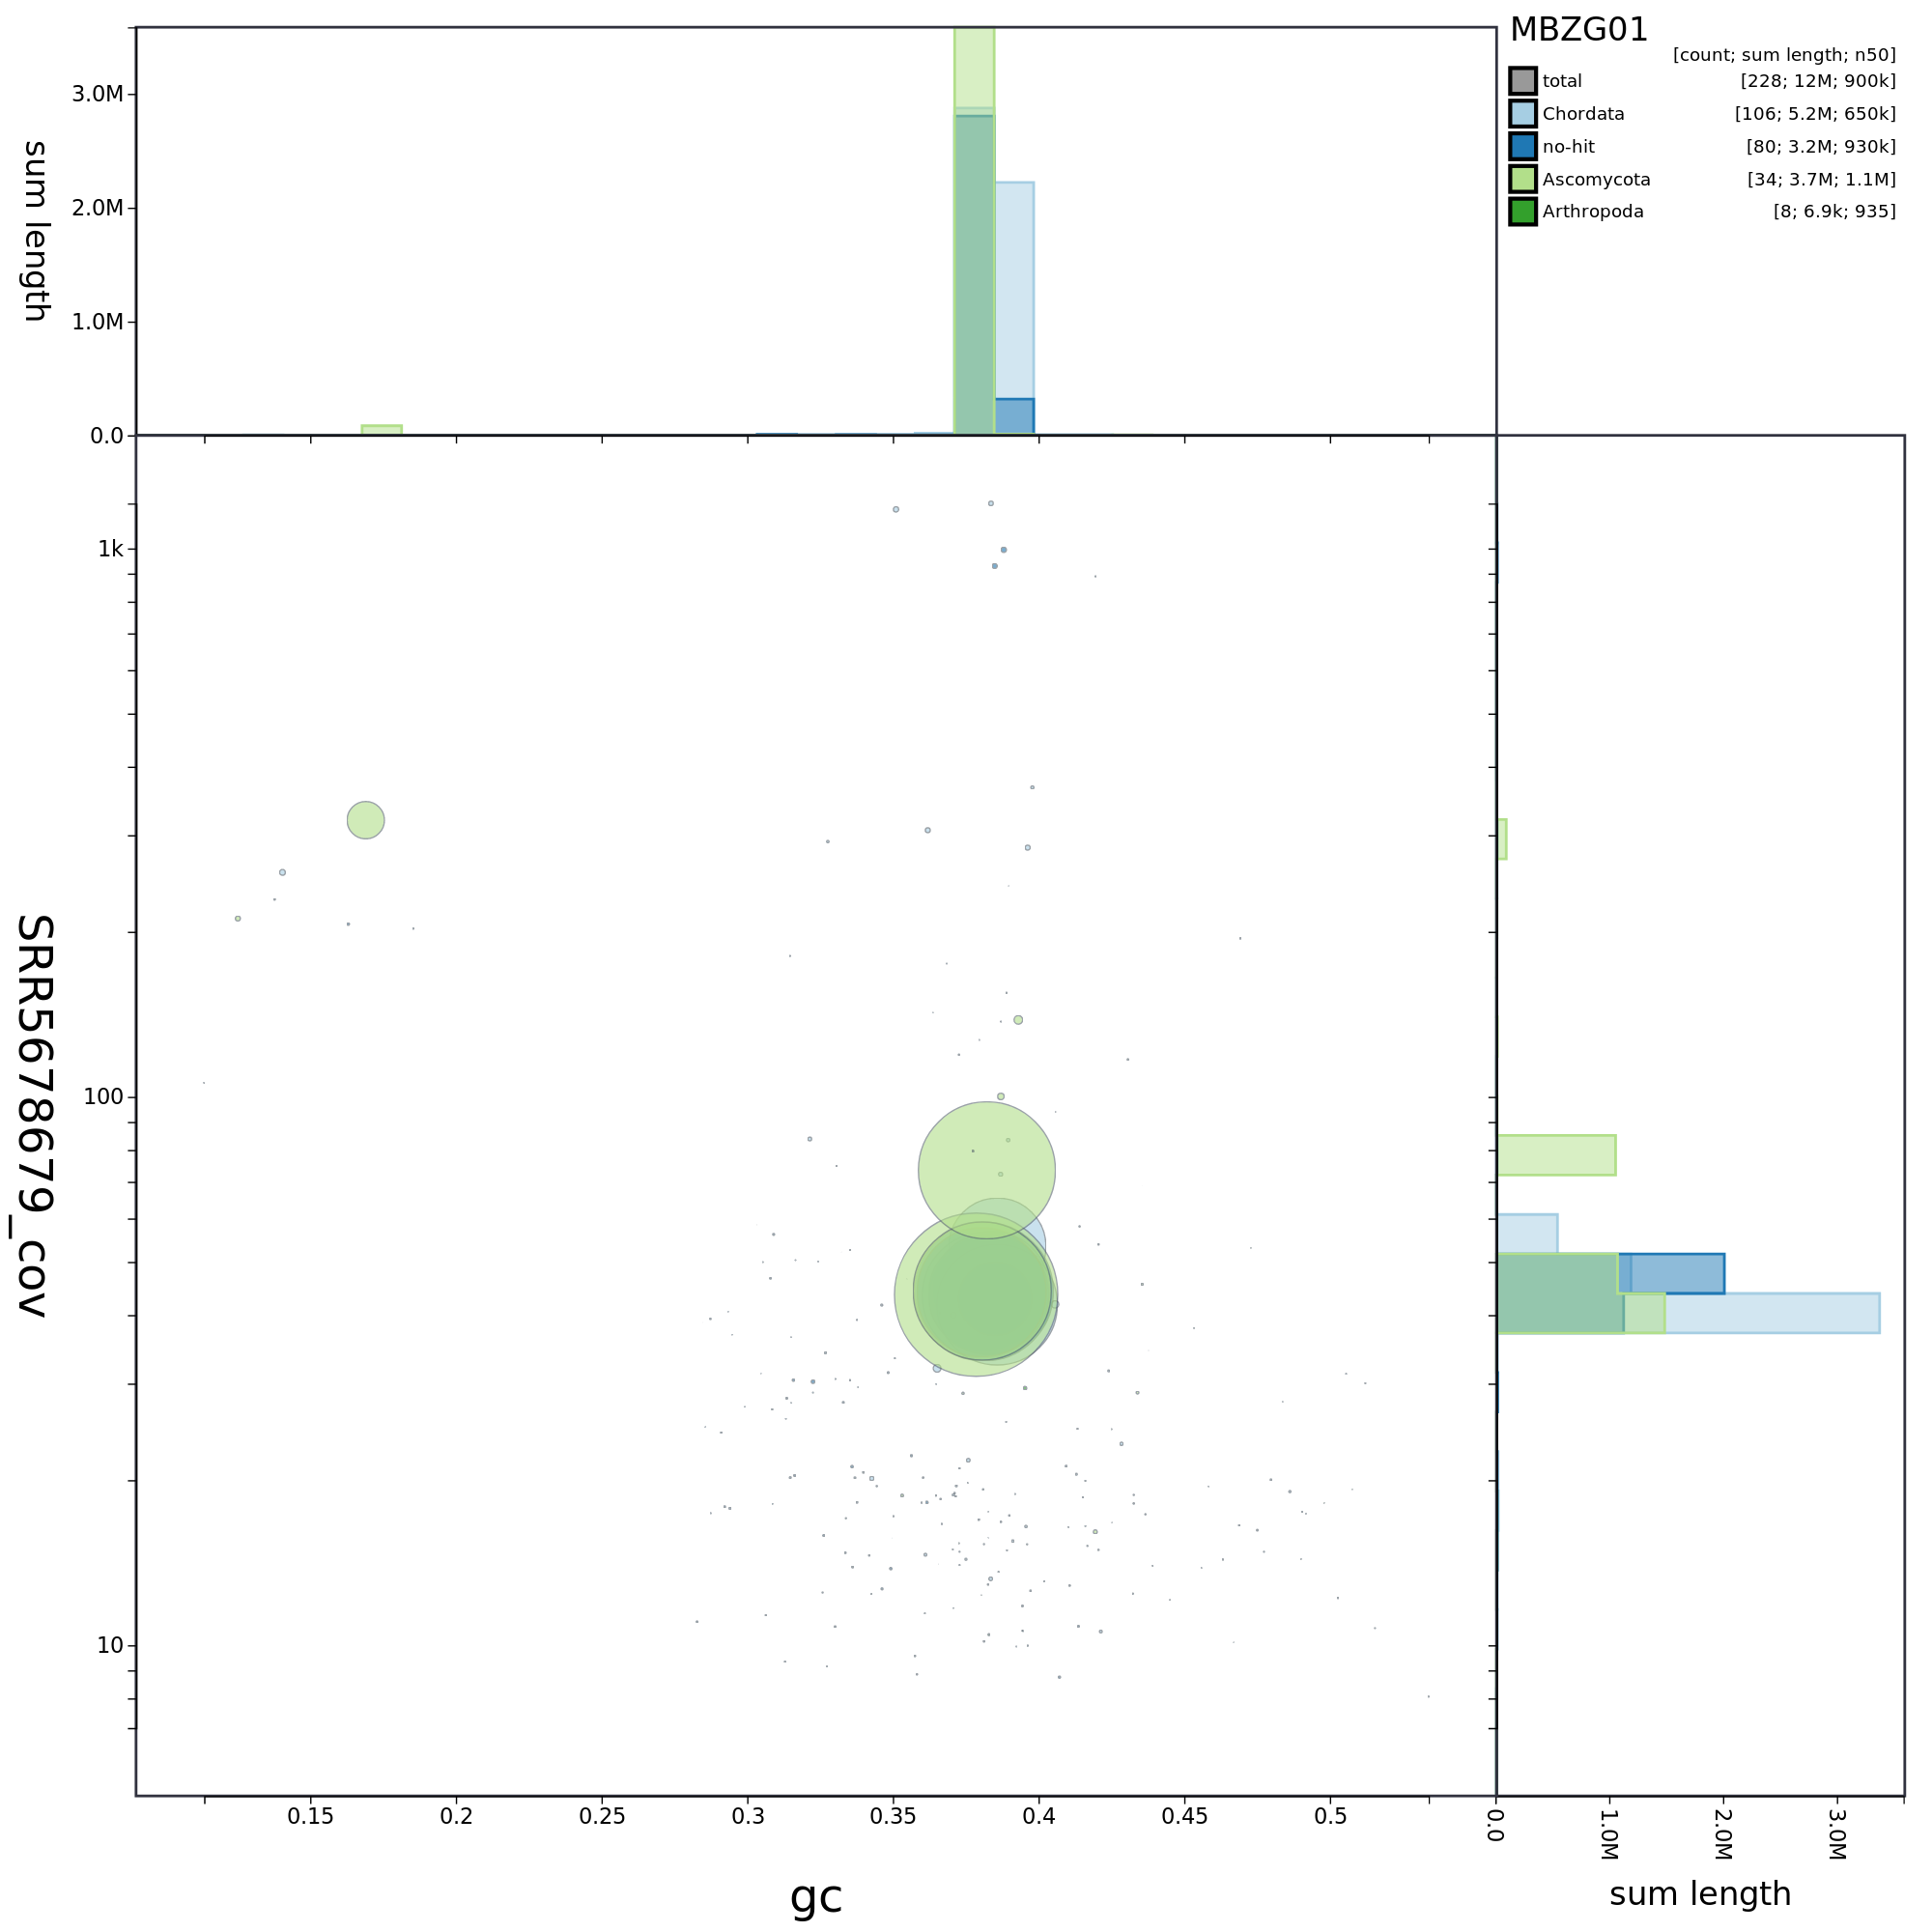 MBZG01
[count; sum length; n50]
total [228; 12M; 900k]
Chordata [106; 5.2M; 650k]
no-hit [80; 3.2M; 930k]
Ascomycota [34; 3.7M; 1.1M]
Arthropoda [8; 6.9k; 935]
sum length
3.0M
2.0M
1.0M
0.0
SRR5678679_cov
1k
100
10
0.15 0.2 0.25 0.3 0.35 0.4 0.45 0.5
gc
0.0 1.0M 2.0M 3.0M
sum length